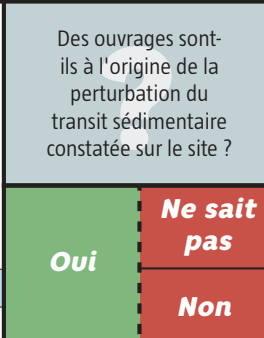 Des ouvrages sont-
ils à l'origine de la
perturbation du
transit sédimentaire
constatée sur le site ?
?
Oui
Ne sait
pas
Non